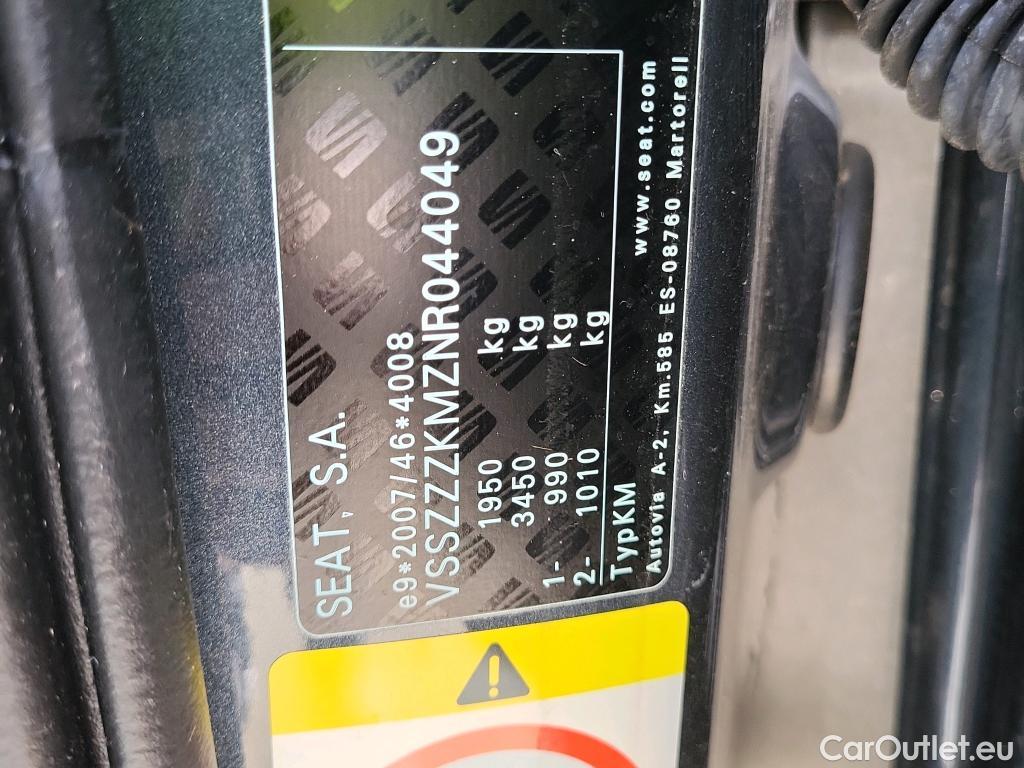 SEAT, S.A.
e9*2007/46*4008
VSSZZZKMZNR044049
1950 kg
3450 kg
1- 990 kg
2- 1010 kg
TypKM
www.seat.com
Autovia A-2, Km.585 ES-08760 Martorell
CarOutlet.eu